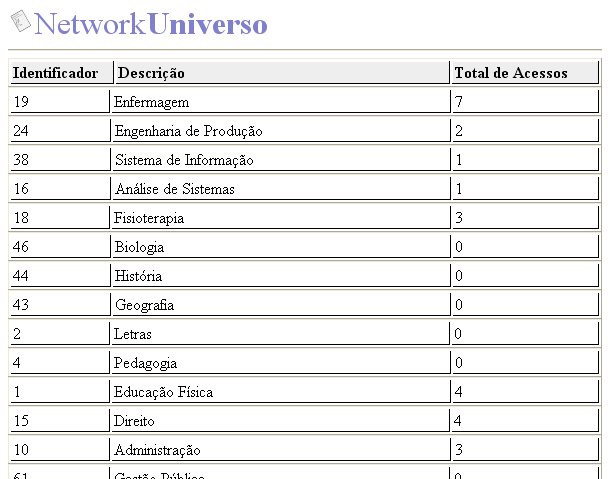 NetworkUniverso
Identificador Descrição Total de Acessos
19 Enfermagem 7
24 Engenharia de Produção 2
38 Sistema de Informação 1
16 Análise de Sistemas 1
18 Fisioterapia 3
46 Biologia 0
44 História 0
43 Geografia 0
2 Letras 0
4 Pedagogia 0
1 Educação Física 4
15 Direito 4
10 Administração 3
61 Gestão Público 0